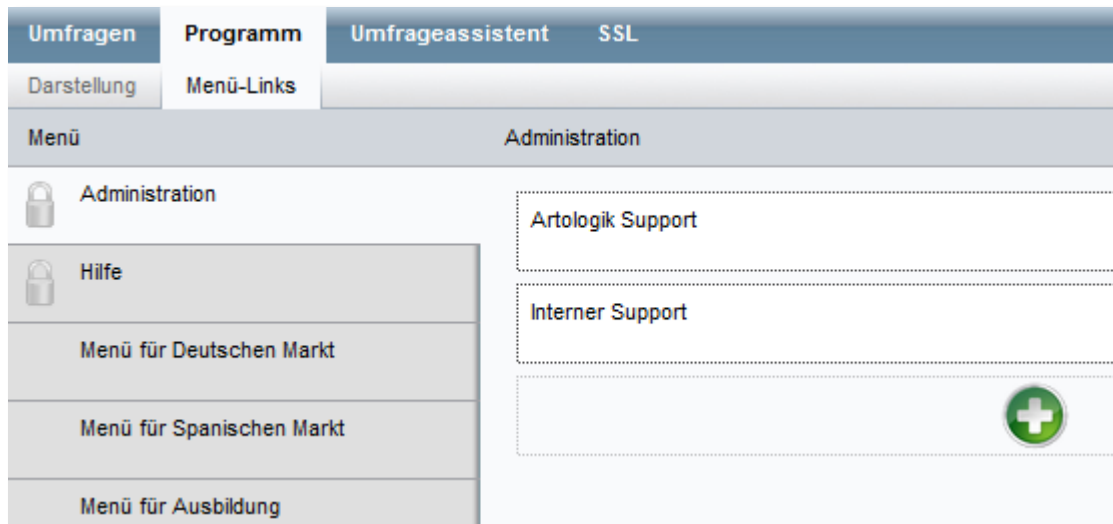 Umfragen Programm Umfrageassistent SSL
Darstellung Menü-Links
Menü Administration
Administration
Artologik Support
Hilfe
Interner Support
Menü für Deutschen Markt
Menü für Spanischen Markt
Menü für Ausbildung